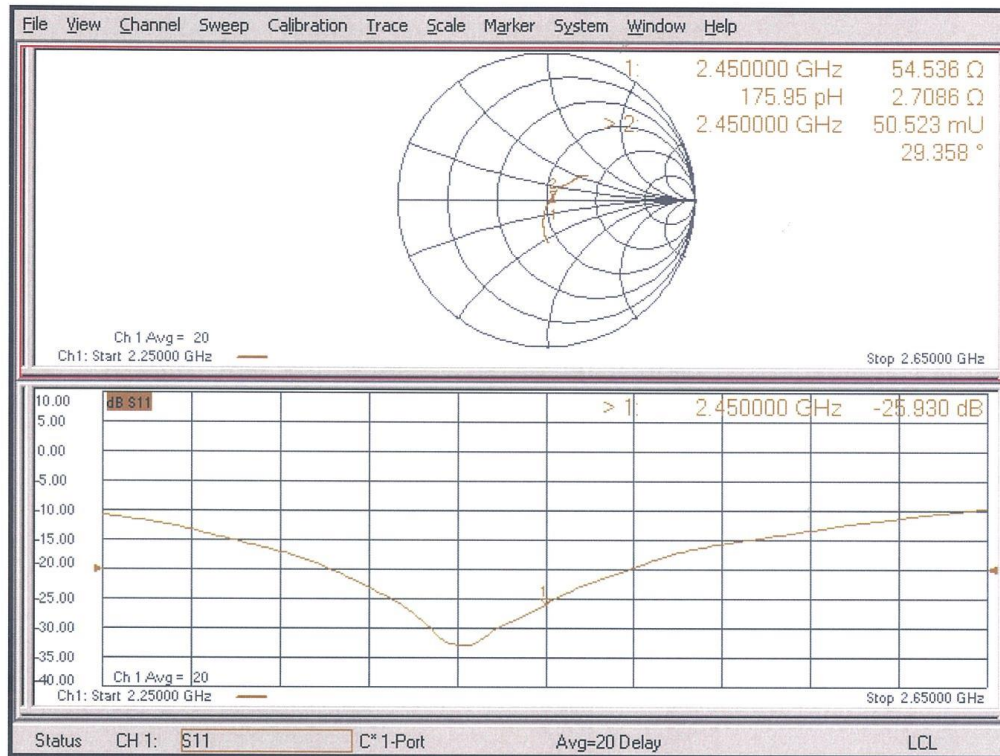 File View Channel Sweep Calibration Trace Scale Marker System Window Help
1: 2.450000 GHz 54.536 Ω
175.95 pH 2.7086 Ω
> 2: 2.450000 GHz 50.523 mU
29.358 °
2
1
Ch 1 Avg = 20
Ch1: Start 2.25000 GHz Stop 2.65000 GHz
10.00 dB S11 > 1: 2.450000 GHz -25.930 dB
5.00
0.00
-5.00
-10.00
-15.00
-20.00
-25.00
1
-30.00
-35.00
-40.00 Ch 1 Avg = 20
Ch1: Start 2.25000 GHz Stop 2.65000 GHz
Status CH 1: S11 C* 1-Port Avg=20 Delay LCL